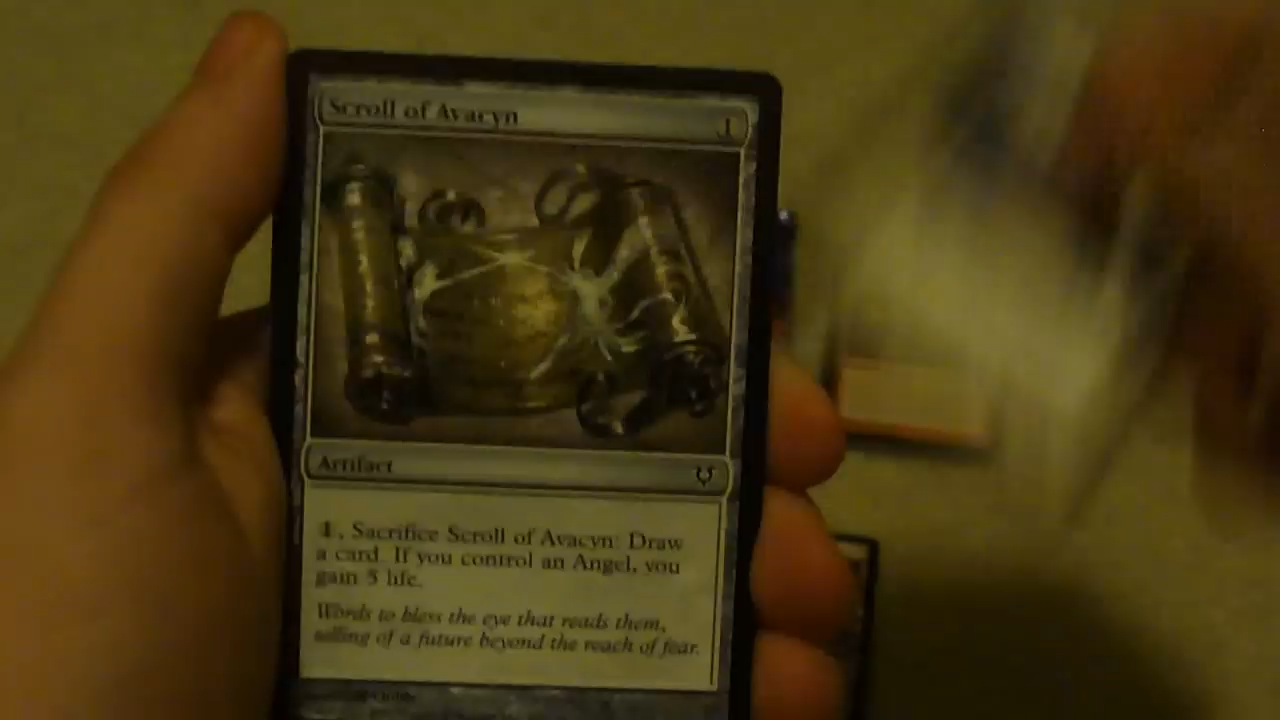 Scroll of Avacyn 1
Artifact
1, Sacrifice Scroll of Avacyn: Draw
a card. If you control an Angel, you
gain 5 life.
Words to bless the eye that reads them,
telling of a future beyond the reach of fear.